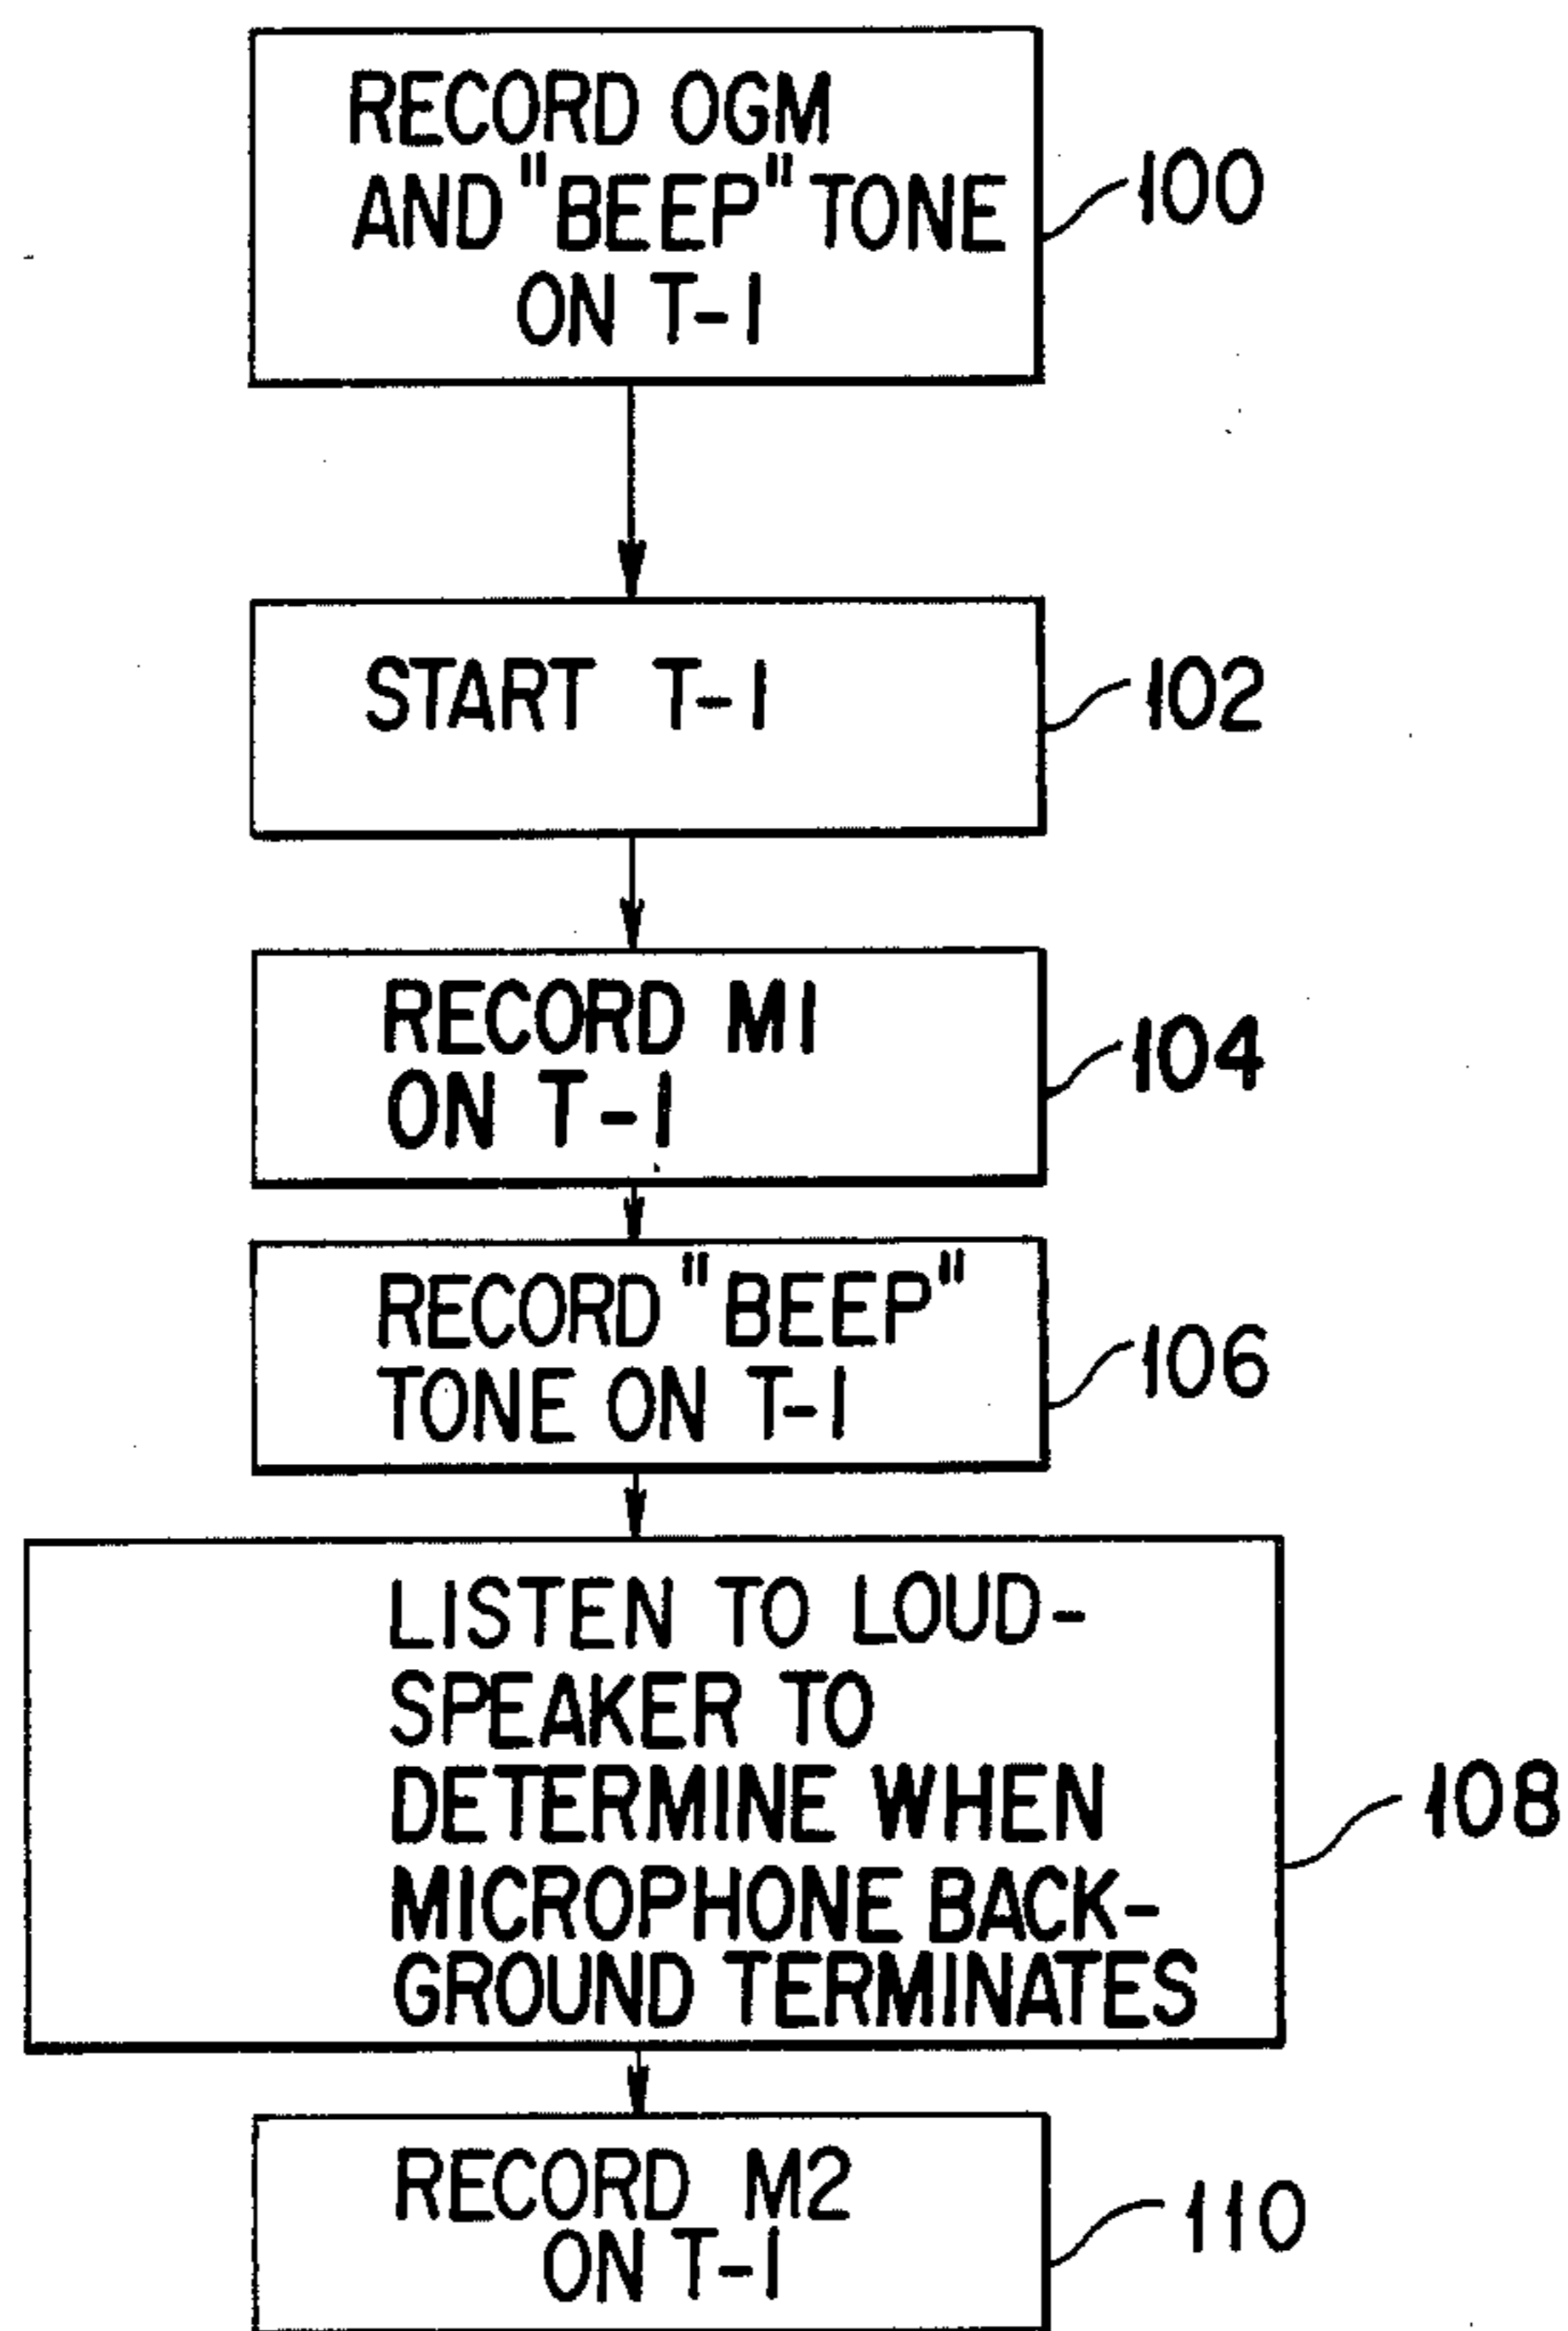 RECORD OGM
AND "BEEP" TONE
ON T-1
100
START T-1
102
RECORD M1
ON T-1
104
RECORD "BEEP"
TONE ON T-1
106
LISTEN TO LOUD-
SPEAKER TO
DETERMINE WHEN
MICROPHONE BACK-
GROUND TERMINATES
108
RECORD M2
ON T-1
110